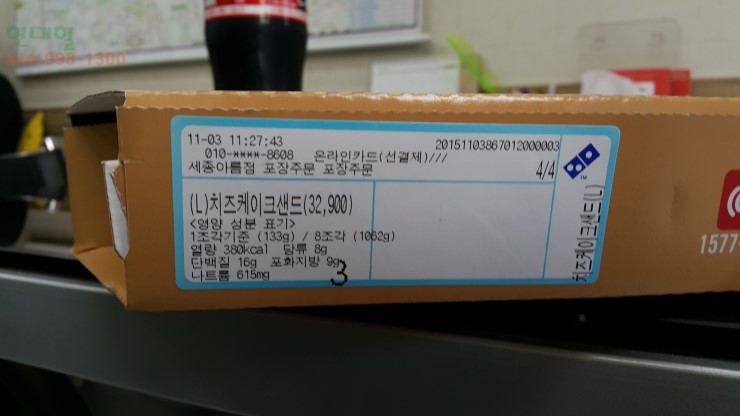 11-03 11:27:43
20151103867012000003
010-****-8608 온라인카드(선결제)///
세종아름점 포장주문 포장주문
4/4
(L)치즈케이크샌드(32,900)
<영양 성분 표기>
1조각기준 (133g) / 8조각 (1062g)
열량 380kcal 당류 8g
단백질 16g 포화지방 9g
나트륨 615mg
3
치즈케이크샌드(L)
TM
1577-